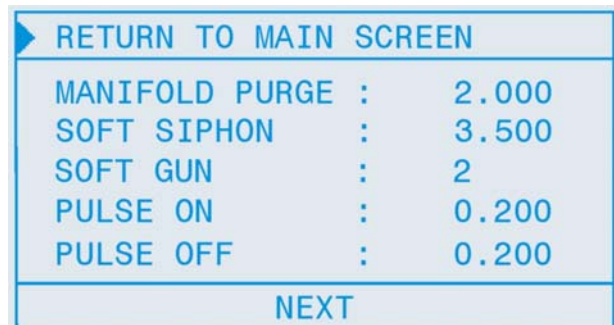 RETURN TO MAIN SCREEN
MANIFOLD PURGE : 2.000
SOFT SIPHON : 3.500
SOFT GUN : 2
PULSE ON : 0.200
PULSE OFF : 0.200
NEXT